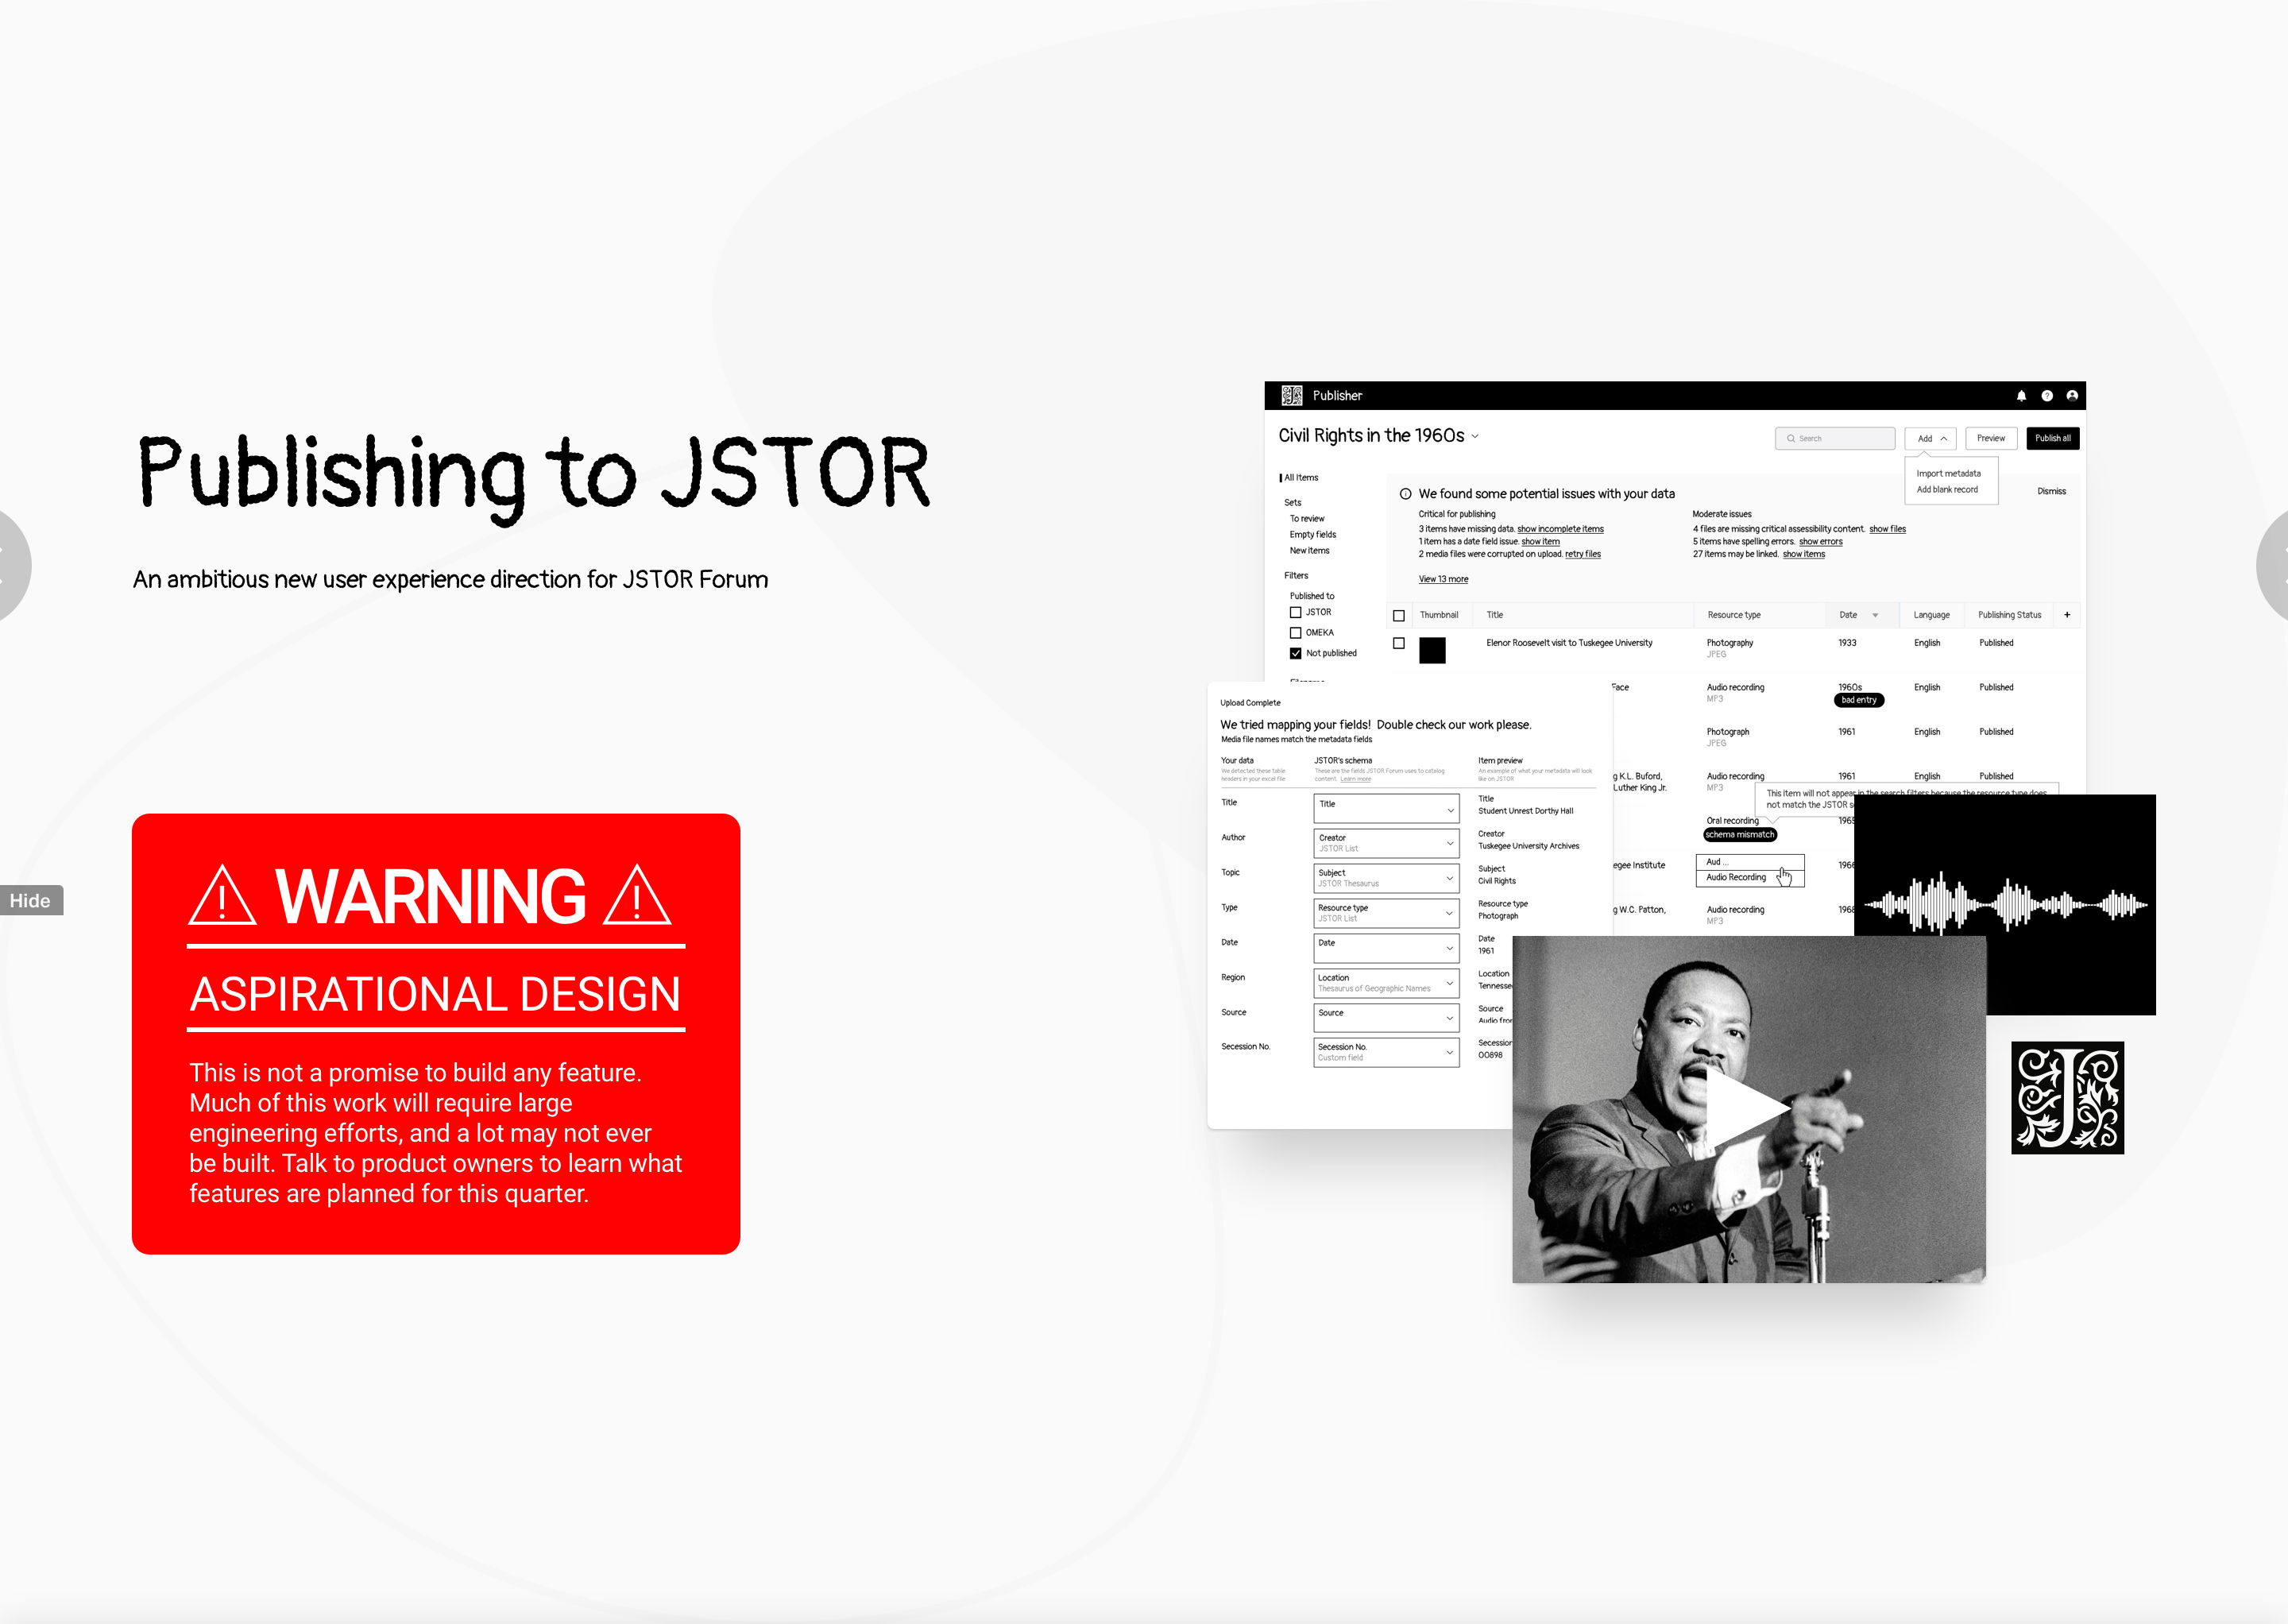 Publishing to JSTOR
An ambitious new user experience direction for JSTOR Forum
WARNING
ASPIRATIONAL DESIGN
This is not a promise to build any feature.
Much of this work will require large
engineering efforts, and a lot may not ever
be built. Talk to product owners to learn what
features are planned for this quarter.
Hide
Publisher
Civil Rights in the 1960s
Search
Add
Preview
Publish all
Import metadata
Add blank record
All Items
Sets
To review
Empty fields
New items
Filters
Published to
JSTOR
OMEKA
Not published
We found some potential issues with your data
Dismiss
Critical for publishing
3 items have missing data. show incomplete items
1 item has a date field issue. show item
2 media files were corrupted on upload. retry files
View 13 more
Moderate issues
4 files are missing critical assessibility content. show files
5 items have spelling errors. show errors
27 items may be linked. show items
Thumbnail Title Resource type Date Language Publishing Status +
Elenor Roosevelt visit to Tuskegee University Photography 1933 English Published
JPEG
Face Audio recording 1960s English Published
MP3 bad entry
Photograph 1961 English Published
JPEG
g K.L. Buford, Audio recording 1961 English Published
Luther King Jr. MP3
This item will not appear in the search filters because the resource type does
not match the JSTOR s
Oral recording 1965
schema mismatch
egee Institute Aud ... 1966
Audio Recording
g W.C. Patton, Audio recording 1968
MP3
Upload Complete
We tried mapping your fields! Double check our work please.
Media file names match the metadata fields
Your data
We detected these table
headers in your excel file
JSTOR's schema
These are the fields JSTOR Forum uses to catalog
content. Learn more
Item preview
An example of what your metadata will look
like on JSTOR
Title Title Title
Student Unrest Dorthy Hall
Author Creator Creator
JSTOR List Tuskegee University Archives
Topic Subject Subject
JSTOR Thesaurus Civil Rights
Type Resource type Resource type
JSTOR List Photograph
Date Date Date
1961
Region Location Location
Thesaurus of Geographic Names Tennessee
Source Source Source
Audio from
Secession No. Secession No. Secession
Custom field 00898
J